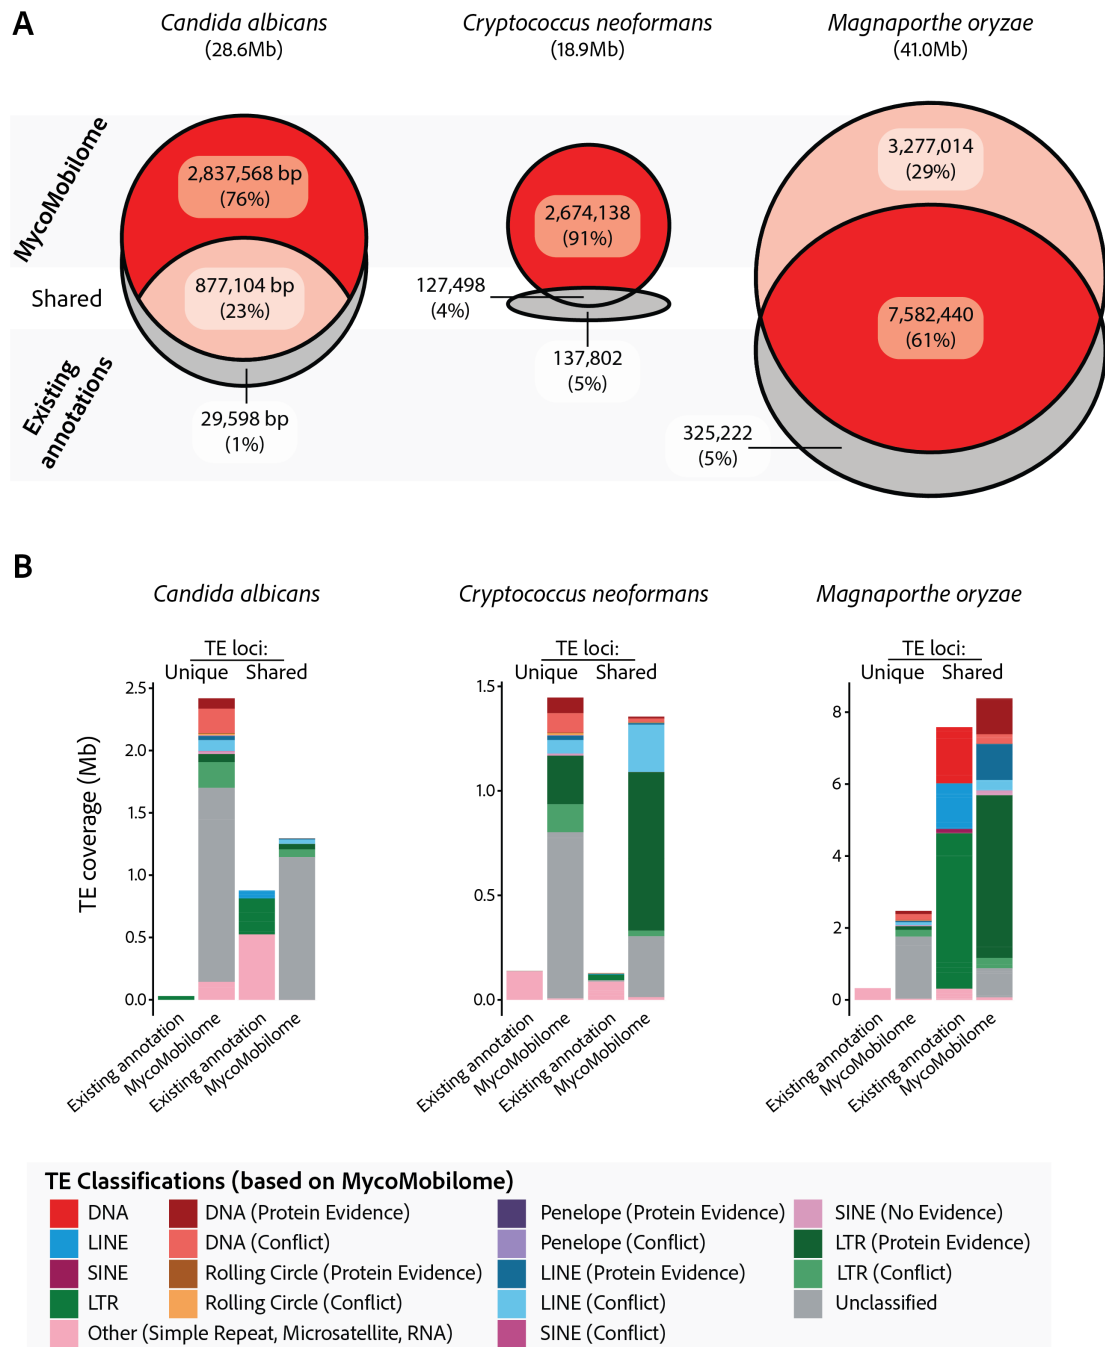 A
Candida albicans
(28.6Mb)
Cryptococcus neoformans
(18.9Mb)
Magnaporthe oryzae
(41.0Mb)
MycoMobilome
Shared
Existing
annotations
2,837,568 bp
(76%)
877,104 bp
(23%)
29,598 bp
(1%)
2,674,138
(91%)
127,498
(4%)
137,802
(5%)
3,277,014
(29%)
7,582,440
(61%)
325,222
(5%)
B
Candida albicans
TE loci:
Unique Shared
TE coverage (Mb)
2.5
2.0
1.5
1.0
0.5
0.0
Existing annotation
MycoMobilome
Existing annotation
MycoMobilome
Cryptococcus neoformans
TE loci:
Unique Shared
1.5
1.0
0.5
0.0
Existing annotation
MycoMobilome
Existing annotation
MycoMobilome
Magnaporthe oryzae
TE loci:
Unique Shared
8
6
4
2
0
Existing annotation
MycoMobilome
Existing annotation
MycoMobilome
TE Classifications (based on MycoMobilome)
DNA
LINE
SINE
LTR
Other (Simple Repeat, Microsatellite, RNA)
DNA (Protein Evidence)
DNA (Conflict)
Rolling Circle (Protein Evidence)
Rolling Circle (Conflict)
Penelope (Protein Evidence)
Penelope (Conflict)
LINE (Protein Evidence)
LINE (Conflict)
SINE (Conflict)
SINE (No Evidence)
LTR (Protein Evidence)
LTR (Conflict)
Unclassified